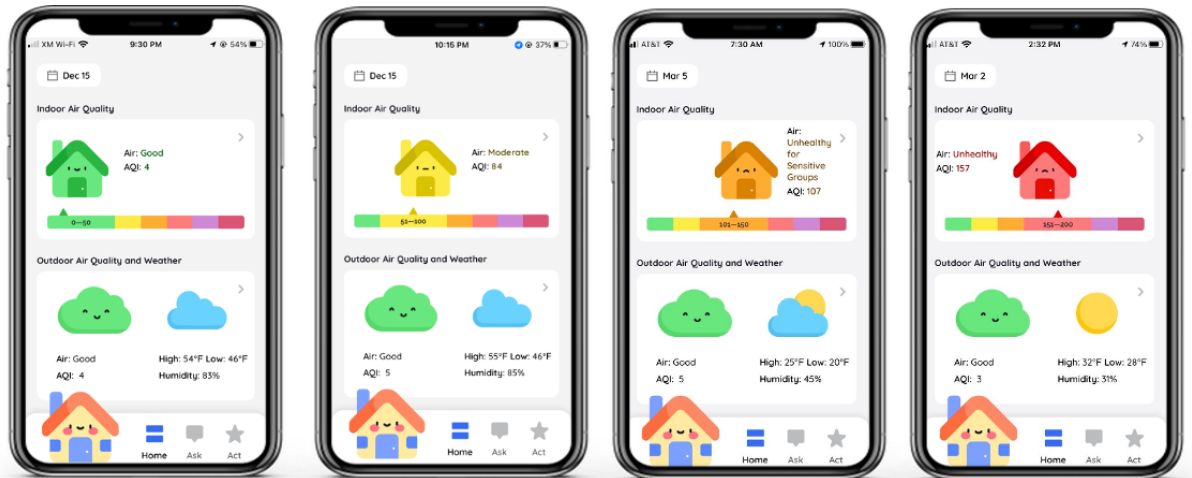 XM Wi-Fi 9:30 PM 54%
Dec 15
Indoor Air Quality
Air: Good
AQI: 4
0—50
Outdoor Air Quality and Weather
Air: Good
AQI: 4
High: 54°F Low: 46°F
Humidity: 83%
Home Ask Act
10:15 PM 37%
Dec 15
Indoor Air Quality
Air: Moderate
AQI: 84
51—100
Outdoor Air Quality and Weather
Air: Good
AQI: 5
High: 55°F Low: 46°F
Humidity: 85%
Home Ask Act
AT&T 7:30 AM 100%
Mar 5
Indoor Air Quality
Air:
Unhealthy
for
Sensitive
Groups
AQI: 107
101—150
Outdoor Air Quality and Weather
Air: Good
AQI: 5
High: 25°F Low: 20°F
Humidity: 45%
Home Ask Act
AT&T 2:32 PM 74%
Mar 2
Indoor Air Quality
Air: Unhealthy
AQI: 157
151—200
Outdoor Air Quality and Weather
Air: Good
AQI: 3
High: 32°F Low: 28°F
Humidity: 31%
Home Ask Act